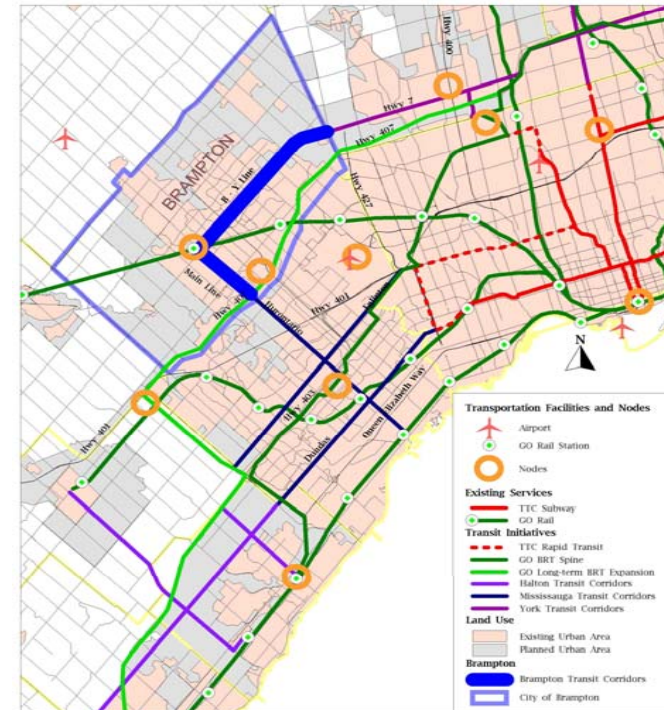 Hwy 400
Hwy 7
Hwy 407
BRAMPTON
B - Y Line
Hwy 427
Main Line
Hwy 401
Hurontario
Hwy 403
Hwy 401
Dundas
Queen Elizabeth Way
N
Transportation Facilities and Nodes
Airport
GO Rail Station
Nodes
Existing Services
TTC Subway
GO Rail
Transit Initiatives
TTC Rapid Transit
GO BRT Spine
GO Long-term BRT Expansion
Halton Transit Corridors
Mississauga Transit Corridors
York Transit Corridors
Land Use
Existing Urban Area
Planned Urban Area
Brampton
Brampton Transit Corridors
City of Brampton